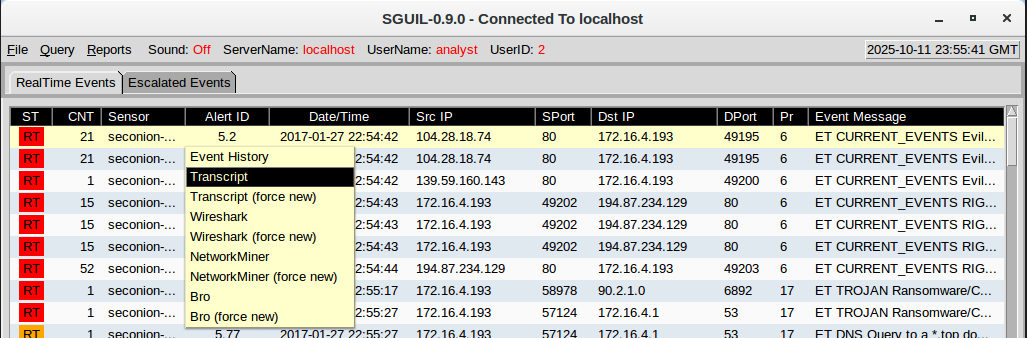 SGUIL-0.9.0 - Connected To localhost
File Query Reports Sound: Off ServerName: localhost UserName: analyst UserID: 2 2025-10-11 23:55:41 GMT
RealTime Events Escalated Events
ST CNT Sensor Alert ID Date/Time Src IP SPort Dst IP DPort Pr Event Message
RT 21 seconion-... 5.2 2017-01-27 22:54:42 104.28.18.74 80 172.16.4.193 49195 6 ET CURRENT_EVENTS Evil...
RT 21 seconion-... Event History 22:54:42 104.28.18.74 80 172.16.4.193 49195 6 ET CURRENT_EVENTS Evil...
RT 1 seconion-... Transcript 22:54:42 139.59.160.143 80 172.16.4.193 49200 6 ET CURRENT_EVENTS Evil...
RT 15 seconion-... Transcript (force new) 22:54:43 172.16.4.193 49202 194.87.234.129 80 6 ET CURRENT_EVENTS RIG...
RT 15 seconion-... Wireshark 22:54:43 172.16.4.193 49202 194.87.234.129 80 6 ET CURRENT_EVENTS RIG...
RT 15 seconion-... Wireshark (force new) 22:54:43 172.16.4.193 49202 194.87.234.129 80 6 ET CURRENT_EVENTS RIG...
RT 52 seconion-... NetworkMiner 22:54:44 194.87.234.129 80 172.16.4.193 49203 6 ET CURRENT_EVENTS RIG...
NetworkMiner (force new)
RT 1 seconion-... Bro 22:55:17 172.16.4.193 58978 90.2.1.0 6892 17 ET TROJAN Ransomware/C...
RT 1 seconion-... Bro (force new) 22:55:27 172.16.4.193 57124 172.16.4.1 53 17 ET TROJAN Ransomware/C...
RT 1 seconion-... 5.77 2017-01-27 22:55:27 172.16.4.193 57124 172.16.4.1 53 17 ET DNS Query to a *.top do...